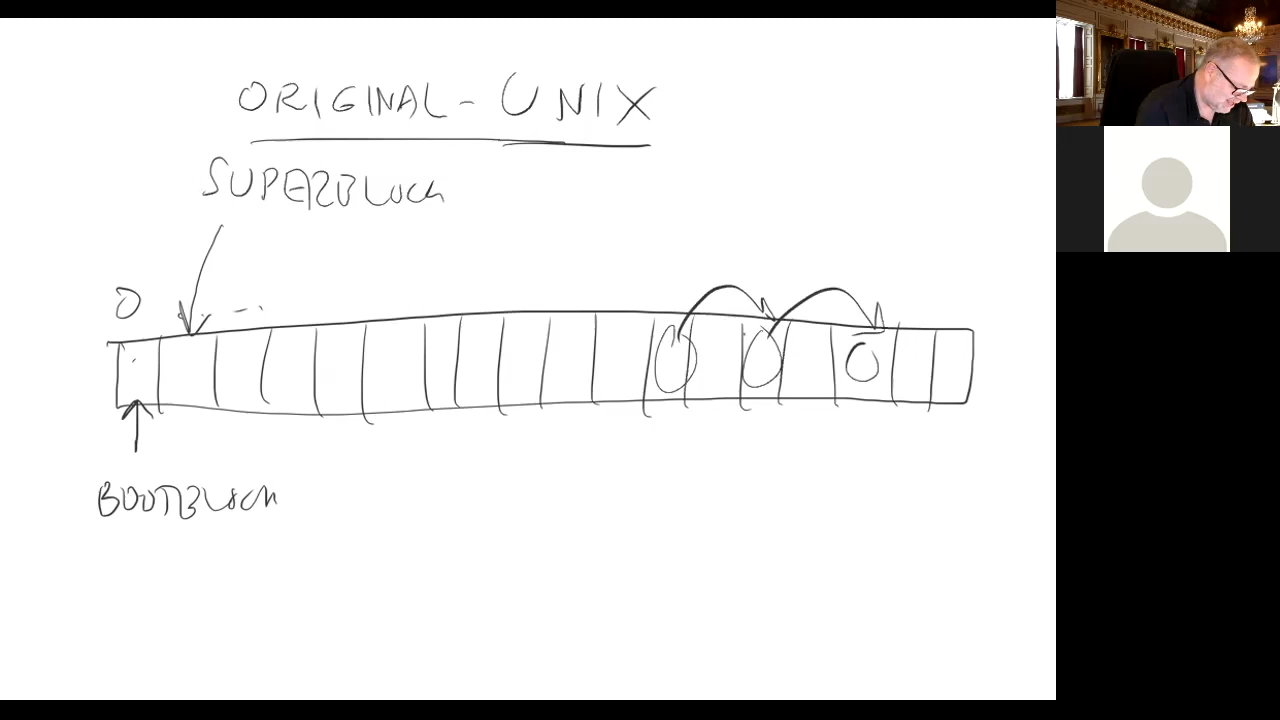 ORIGINAL-UNIX
SUPERBLOCK
0 . . .
BOOTBLOCK